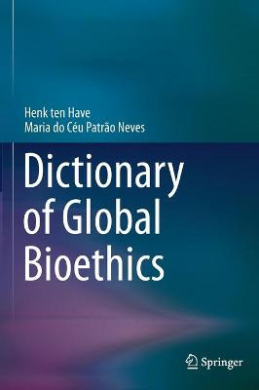 Henk ten Have
Maria do Céu Patrão Neves
Dictionary
of Global
Bioethics
Springer